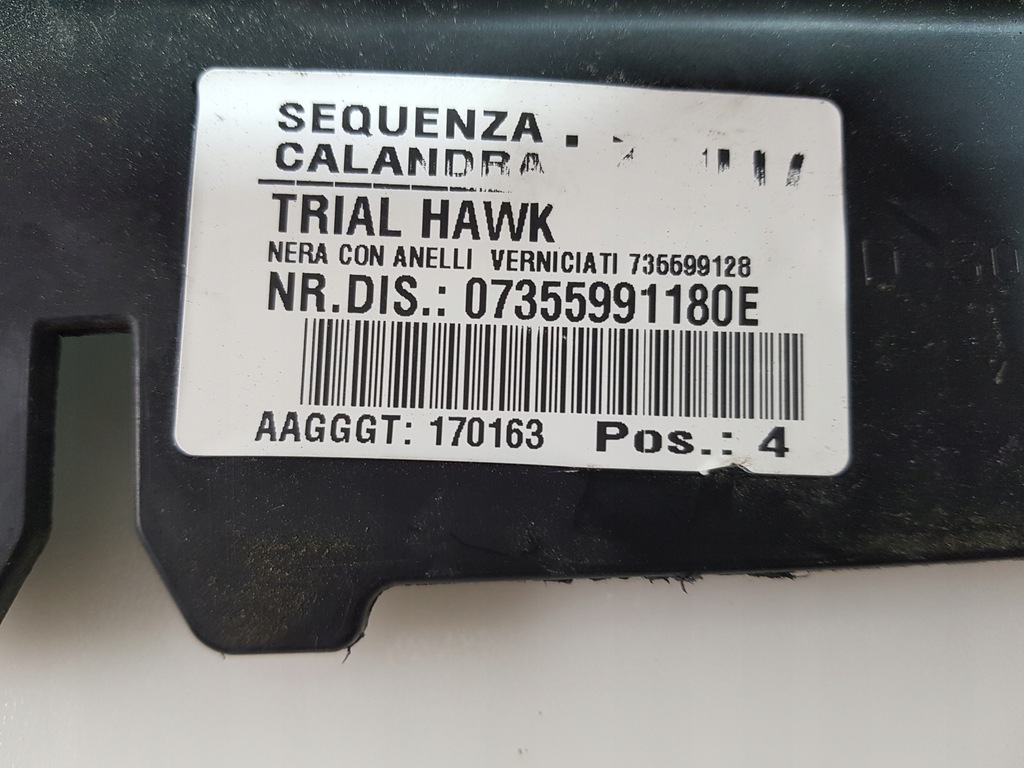 SEQUENZA
CALANDRA
TRIAL HAWK
NERA CON ANELLI VERNICIATI 735599128
NR.DIS.: 07355991180E
AAGGGT: 170163 Pos.: 4